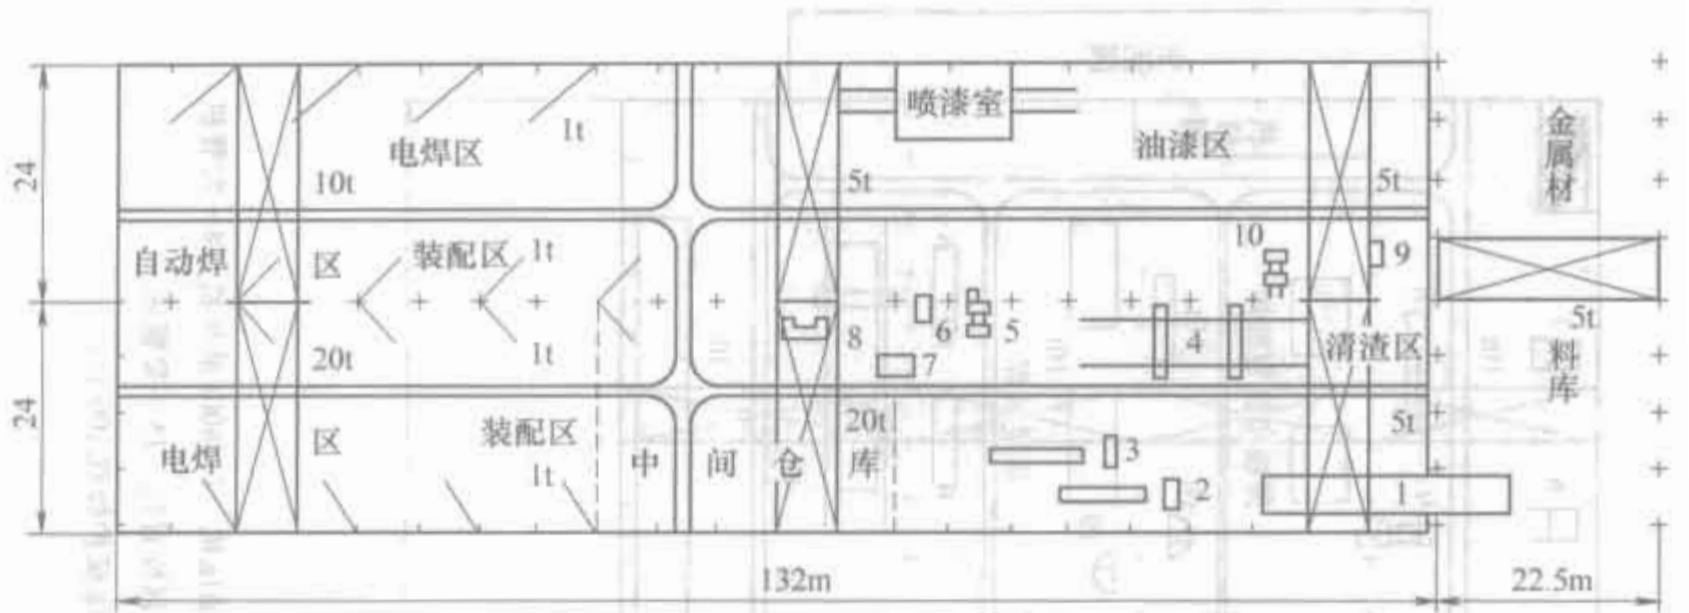 喷漆室
电焊区
1t
油漆区
金属材
24
10t
5t
5t
自动焊
区
装配区
1t
10
9
6
5
5t
24
20t
1t
8
7
4
清渣区
料库
装配区
20t
5t
电焊
区
1t
中间仓库
3
2
1
132m
22.5m